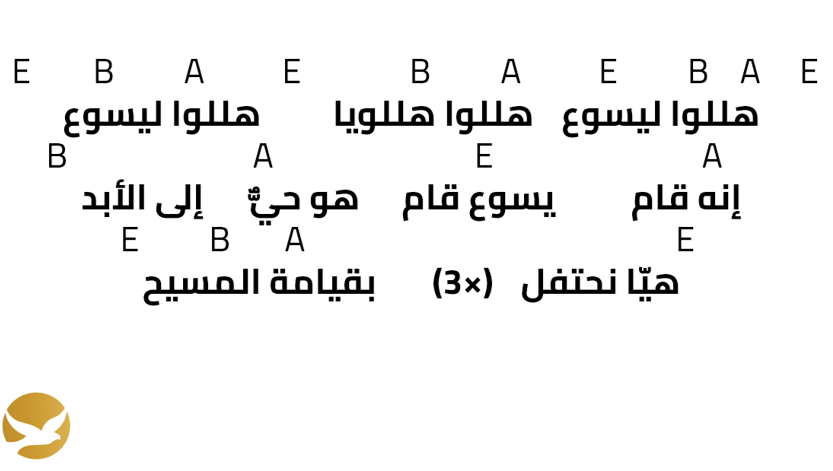 E B A E B A E B A E
هللوا ليسوع هللوا هللويا هللوا ليسوع
B A E A
إنه قام يسوع قام هو حيٌّ إلى الأبد
E B A E
هيّا نحتفل (×3) بقيامة المسيح